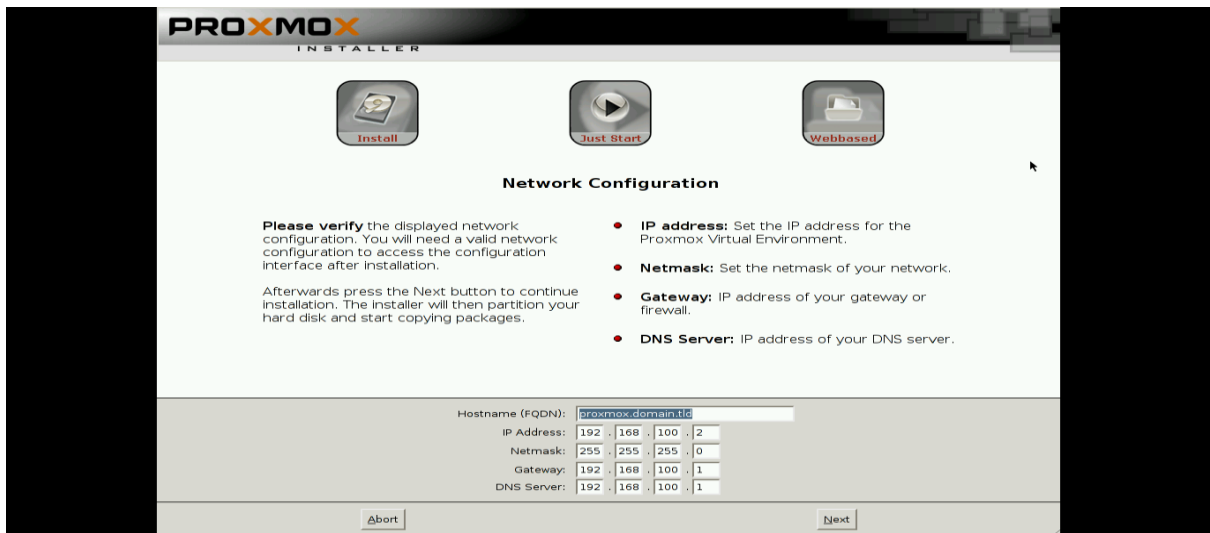 PROXMOX
INSTALLER
Install
Just Start
Webbased
Network Configuration
Please verify the displayed network
configuration. You will need a valid network
configuration to access the configuration
interface after installation.
Afterwards press the Next button to continue
installation. The installer will then partition your
hard disk and start copying packages.
IP address: Set the IP address for the
Proxmox Virtual Environment.
Netmask: Set the netmask of your network.
Gateway: IP address of your gateway or
firewall.
DNS Server: IP address of your DNS server.
Hostname (FQDN): proxmox.domain.tld
IP Address: 192 . 168 . 100 . 2
Netmask: 255 . 255 . 255 . 0
Gateway: 192 . 168 . 100 . 1
DNS Server: 192 . 168 . 100 . 1
Abort
Next